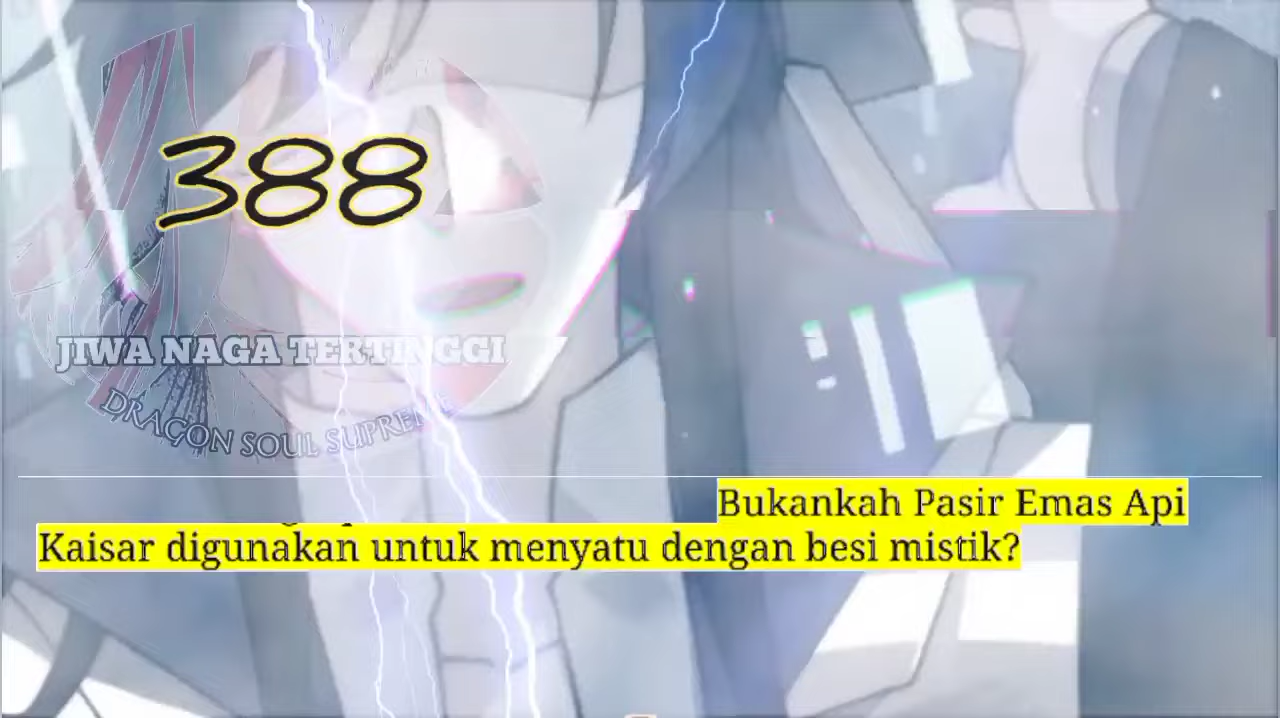 388
JIWA NAGA TERTINGGI
DRAGON SOUL SUPREME
Bukankah Pasir Emas Api
Kaisar digunakan untuk menyatu dengan besi mistik?